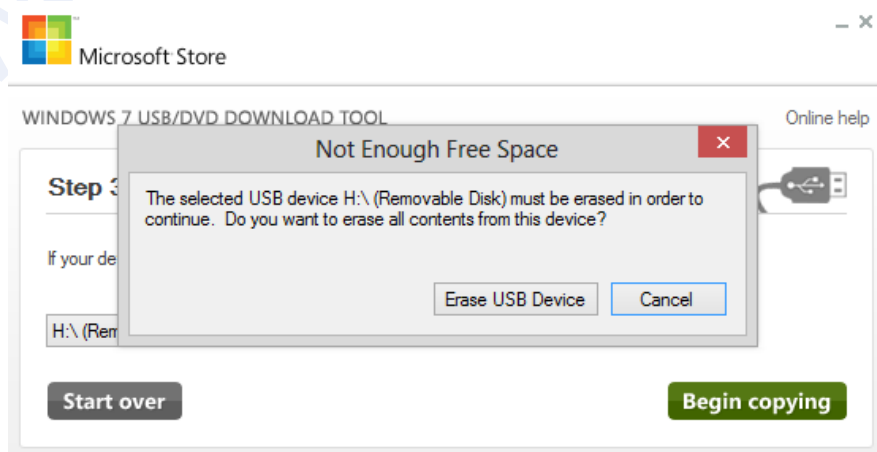 Microsoft Store
WINDOWS 7 USB/DVD DOWNLOAD TOOL
Online help
Not Enough Free Space
Step 3
The selected USB device H:\ (Removable Disk) must be erased in order to
continue. Do you want to erase all contents from this device?
If your de
Erase USB Device
Cancel
H:\ (Rem
Start over
Begin copying